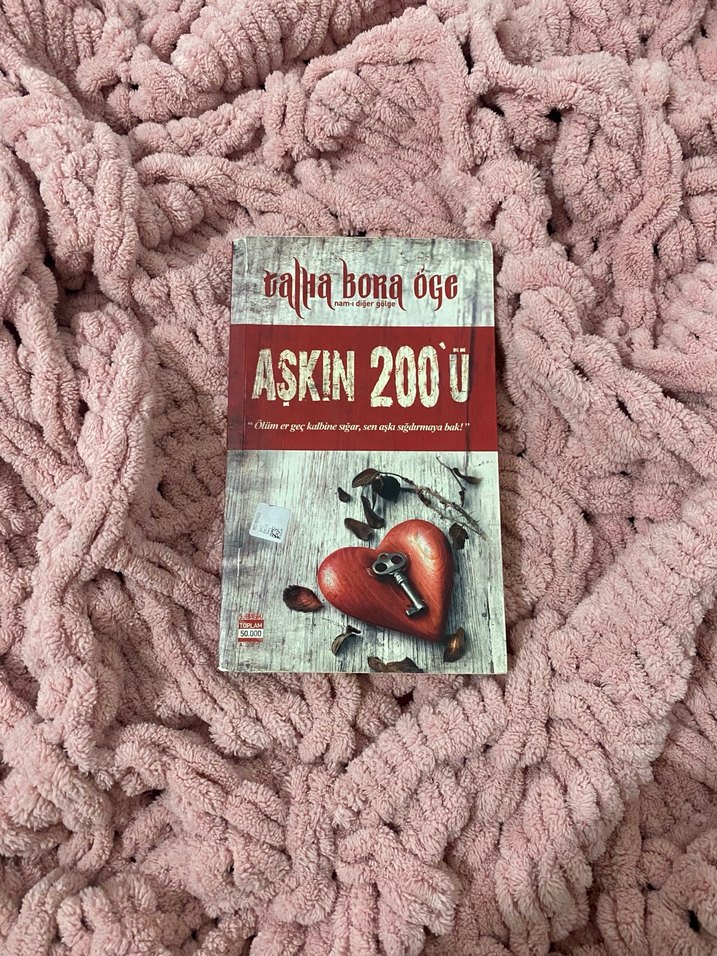 talha bora öge
nam-ı diğer gölge
AŞKIN 200`Ü
“ Ölüm er geç kalbine sığar, sen aşkı sığdırmaya bak! ”
TOPLAM
50.000